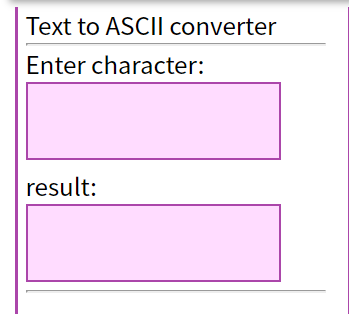 Text to ASCII converter
Enter character:
result: